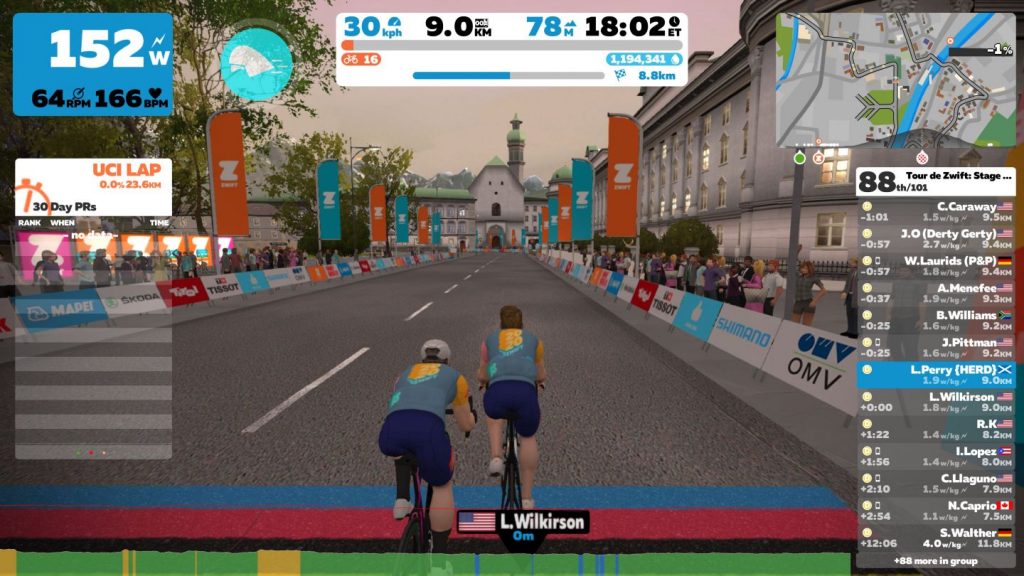 152 W
64 RPM 166 BPM
30 kph 9.0 KM 78 M 18:02 ET
16
1,194,341
8.8km
-1%
UCI LAP
0.0% 23.6KM
30 Day PRs
RANK WHEN TIME
no data~
88th/101
Tour de Zwift: Stage ...
C.Caraway
-1:01 1.5w/kg 9.5KM
J.O (Derty Gerty)
-0:57 2.7w/kg 9.4KM
W.Laurids (P&P)
-0:57 1.8w/kg 9.4KM
A.Menefee
-0:37 1.9w/kg 9.3KM
B.Williams
-0:25 1.6w/kg 9.2KM
J.Pittman
-0:25 1.6w/kg 9.2KM
L.Perry (HERD)
1.9w/kg 9.0KM
L.Wilkirson
+0:00 1.8w/kg 9.0KM
R.K
+1:22 1.4w/kg 8.2KM
I.Lopez
+1:56 1.4w/kg 8.0KM
C.Llaguno
+2:10 1.5w/kg 7.9KM
N.Caprio
+2:54 1.1w/kg 7.5KM
S.Walther
+12:06 4.0w/kg 11.8KM
+88 more in group
ZWIFT
ZWIFT
MAPEI
ŠKODA
Tirol
TISSOT
TISSOT
SHIMANO
OMV
OMV
L.Wilkirson
0m